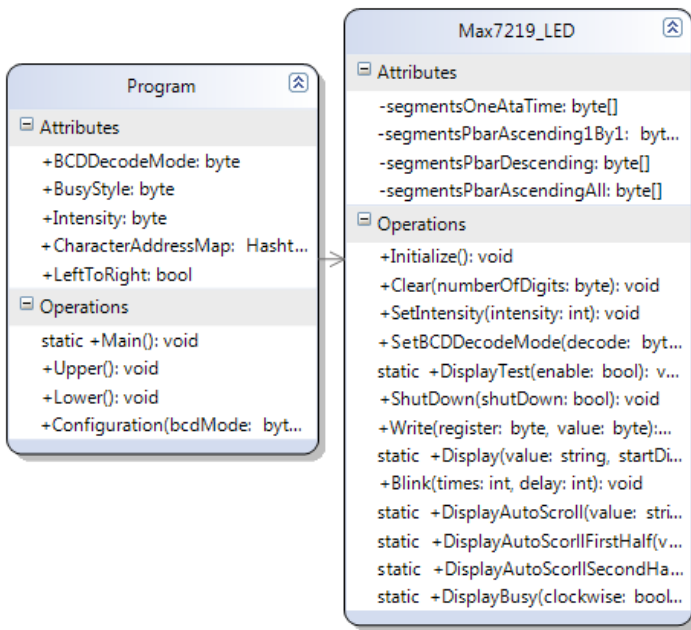 Program
Attributes
+BCDDecodeMode: byte
+BusyStyle: byte
+Intensity: byte
+CharacterAddressMap: Hasht...
+LeftToRight: bool
Operations
static +Main(): void
+Upper(): void
+Lower(): void
+Configuration(bcdMode: byt...
Max7219_LED
Attributes
-segmentsOneAtaTime: byte[]
-segmentsPbarAscending1By1: byt...
-segmentsPbarDescending: byte[]
-segmentsPbarAscendingAll: byte[]
Operations
+Initialize(): void
+Clear(numberOfDigits: byte): void
+SetIntensity(intensity: int): void
+SetBCDDecodeMode(decode: byt...
static +DisplayTest(enable: bool): v...
+ShutDown(shutDown: bool): void
+Write(register: byte, value: byte):...
static +Display(value: string, startDi...
+Blink(times: int, delay: int): void
static +DisplayAutoScroll(value: stri...
static +DisplayAutoScorllFirstHalf(v...
static +DisplayAutoScorllSecondHa...
static +DisplayBusy(clockwise: bool...